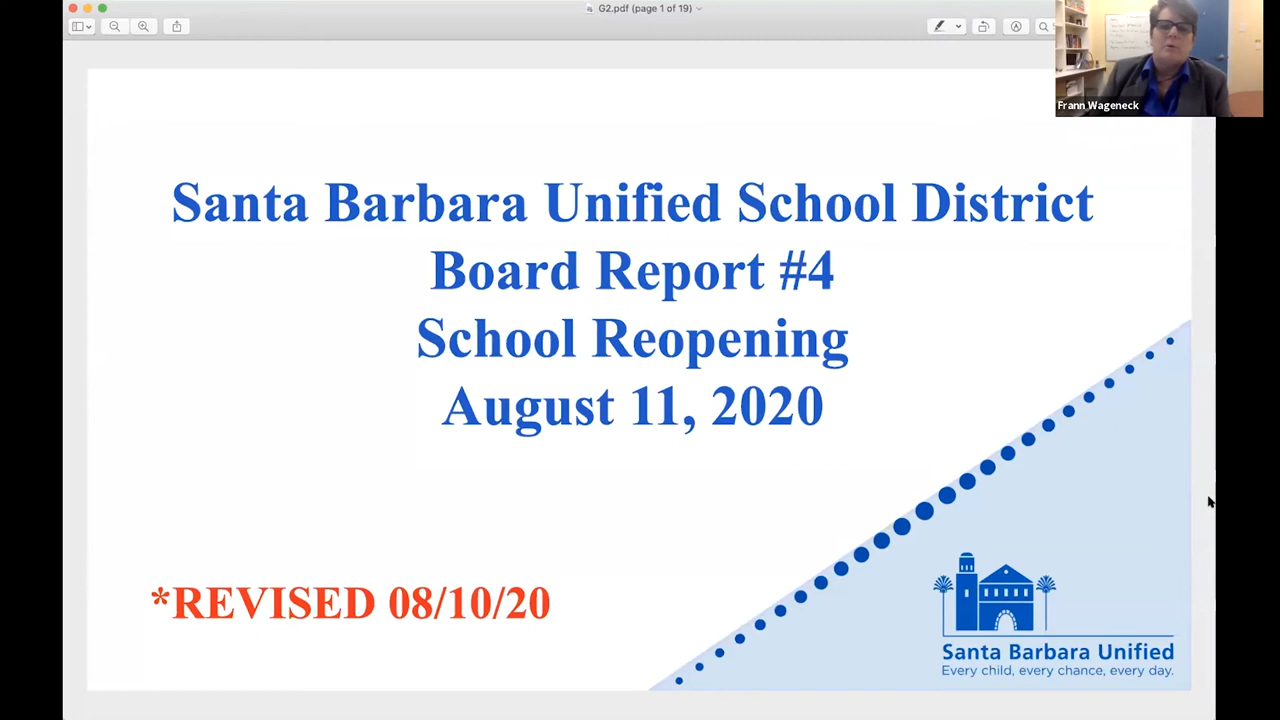 G2.pdf (page 1 of 19)
Frann Wageneck
Santa Barbara Unified School District
Board Report #4
School Reopening
August 11, 2020
*REVISED 08/10/20
Santa Barbara Unified
Every child, every chance, every day.